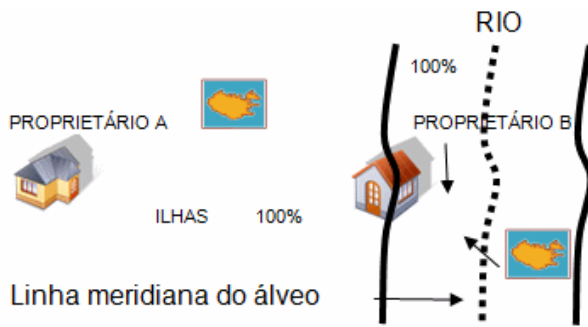 RIO
100%
PROPRIETÁRIO A
PROPRIETÁRIO B
ILHAS 100%
Linha meridiana do álveo